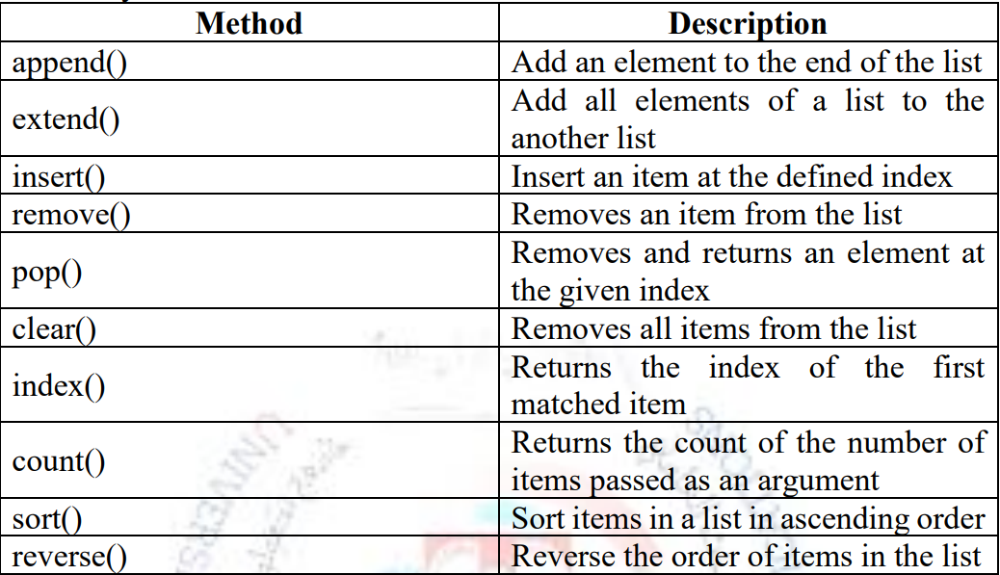 Method Description
append() Add an element to the end of the list
extend() Add all elements of a list to the
another list
insert() Insert an item at the defined index
remove() Removes an item from the list
pop() Removes and returns an element at
the given index
clear() Removes all items from the list
index() Returns the index of the first
matched item
count() Returns the count of the number of
items passed as an argument
sort() Sort items in a list in ascending order
reverse() Reverse the order of items in the list